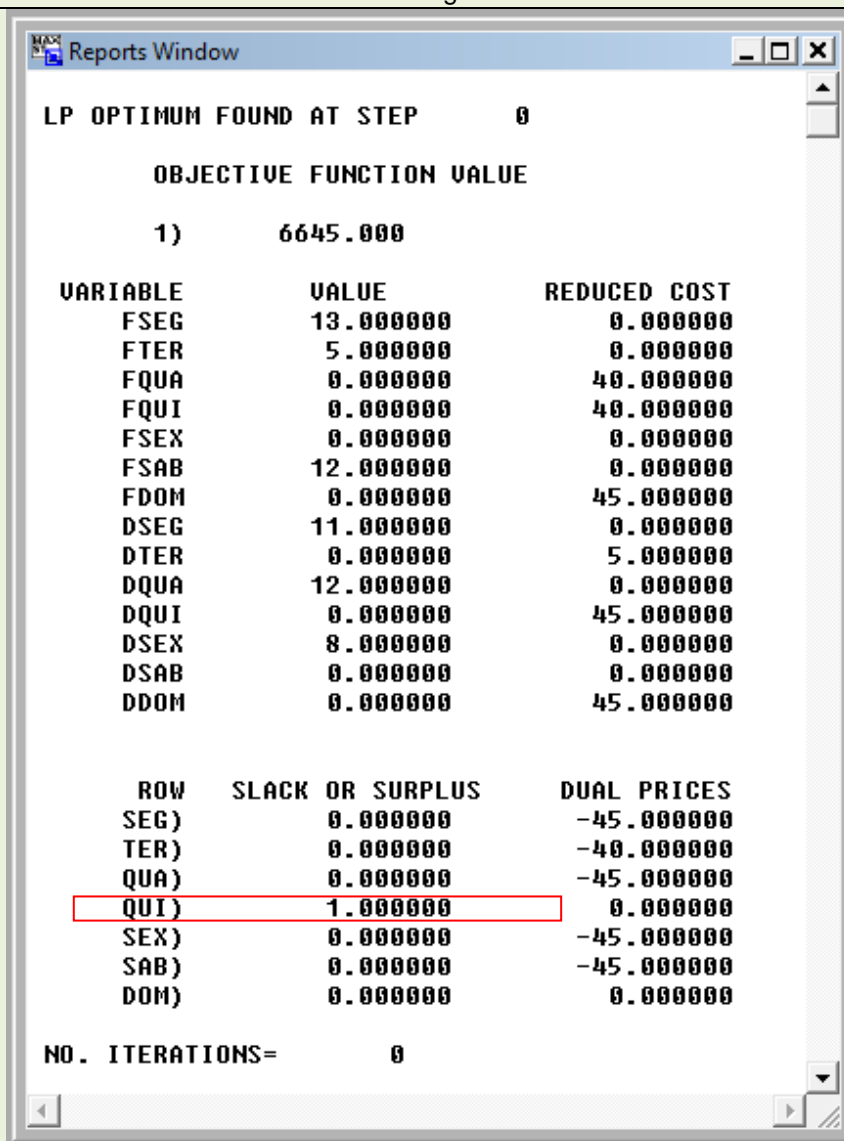 Reports Window
LP OPTIMUM FOUND AT STEP 0
OBJECTIVE FUNCTION VALUE
1) 6645.000
VARIABLE VALUE REDUCED COST
FSEG 13.000000 0.000000
FTER 5.000000 0.000000
FQUA 0.000000 40.000000
FQUI 0.000000 40.000000
FSEX 0.000000 0.000000
FSAB 12.000000 0.000000
FDOM 0.000000 45.000000
DSEG 11.000000 0.000000
DTER 0.000000 5.000000
DQUA 12.000000 0.000000
DQUI 0.000000 45.000000
DSEX 8.000000 0.000000
DSAB 0.000000 0.000000
DDOM 0.000000 45.000000
ROW SLACK OR SURPLUS DUAL PRICES
SEG) 0.000000 -45.000000
TER) 0.000000 -40.000000
QUA) 0.000000 -45.000000
QUI) 1.000000 0.000000
SEX) 0.000000 -45.000000
SAB) 0.000000 -45.000000
DOM) 0.000000 0.000000
NO. ITERATIONS= 0